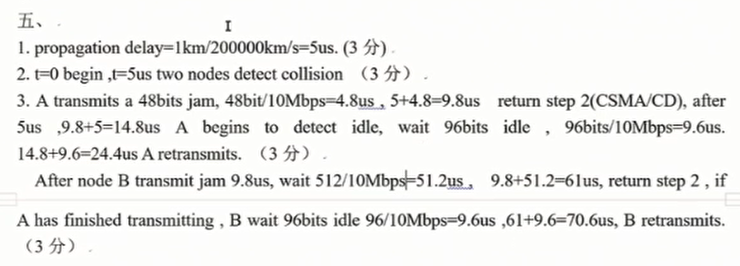 五、
1. propagation delay=1km/200000km/s=5us. (3 分)
2. t=0 begin ,t=5us two nodes detect collision （3 分）.
3. A transmits a 48bits jam, 48bit/10Mbps=4.8us , 5+4.8=9.8us return step 2(CSMA/CD), after
5us ,9.8+5=14.8us A begins to detect idle, wait 96bits idle , 96bits/10Mbps=9.6us.
14.8+9.6=24.4us A retransmits. （3 分）.
After node B transmit jam 9.8us, wait 512/10Mbps=51.2us , 9.8+51.2=61us, return step 2 , if
A has finished transmitting , B wait 96bits idle 96/10Mbps=9.6us ,61+9.6=70.6us, B retransmits.
（3 分）.